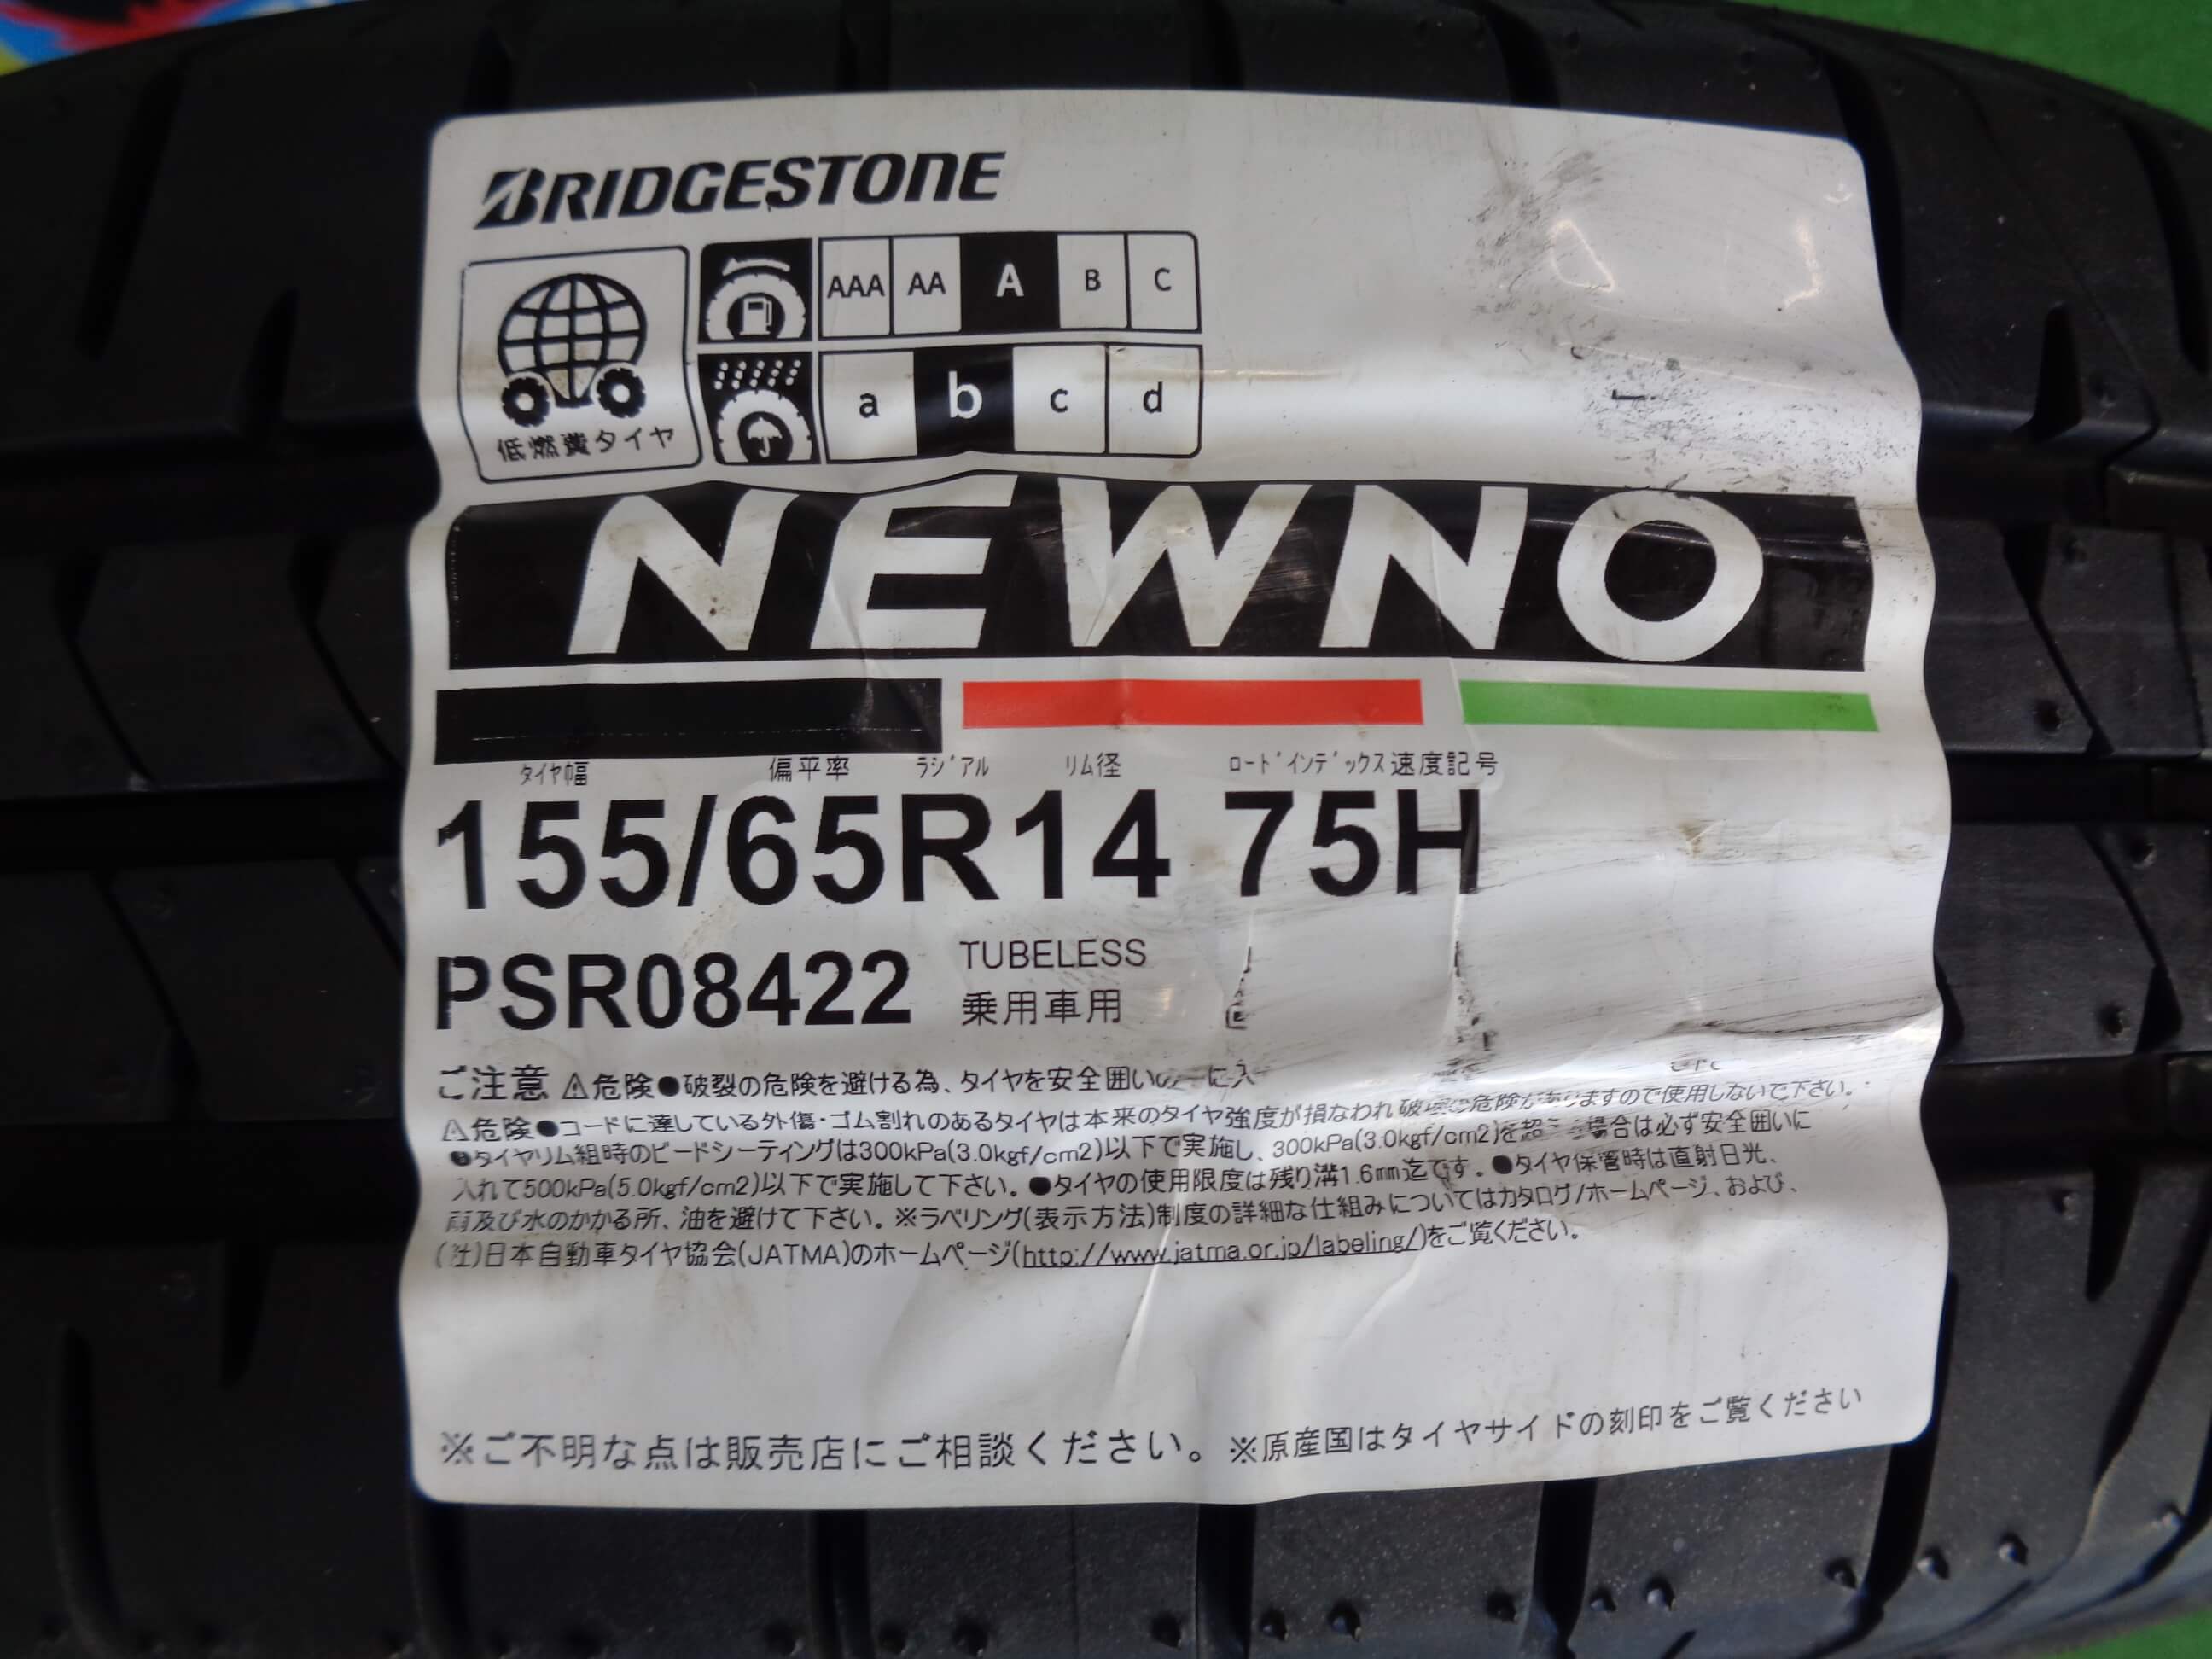 BRIDGESTONE
AAA AA A B C
a b c d
低燃費タイヤ
NEWNO
タイヤ幅 偏平率 ラジアル リム径 ロードインデックス 速度記号
155/65R14 75H
PSR08422 TUBELESS
乗用車用
ご注意 ⚠危険●破裂の危険を避ける為、タイヤを安全囲いの に入
⚠危険●コードに達している外傷・ゴム割れのあるタイヤは本来のタイヤ強度が損なわれ破壊の危険がありますので使用しないで下さい。
●タイヤリム組時のビードシーティングは300kPa(3.0kgf/cm2)以下で実施し、300kPa(3.0kgf/cm2)を超 場合は必ず安全囲いに
入れて500kPa(5.0kgf/cm2)以下で実施して下さい。●タイヤの使用限度は残り溝1.6mm迄です。●タイヤ保管時は直射日光、
雨及び水のかかる所、油を避けて下さい。※ラベリング(表示方法)制度の詳細な仕組みについてはカタログ/ホームページ、および、
(社)日本自動車タイヤ協会(JATMA)のホームページ(http://www.jatma.or.jp/labeling/)をご覧ください。
※ご不明な点は販売店にご相談ください。※原産国はタイヤサイドの刻印をご覧ください